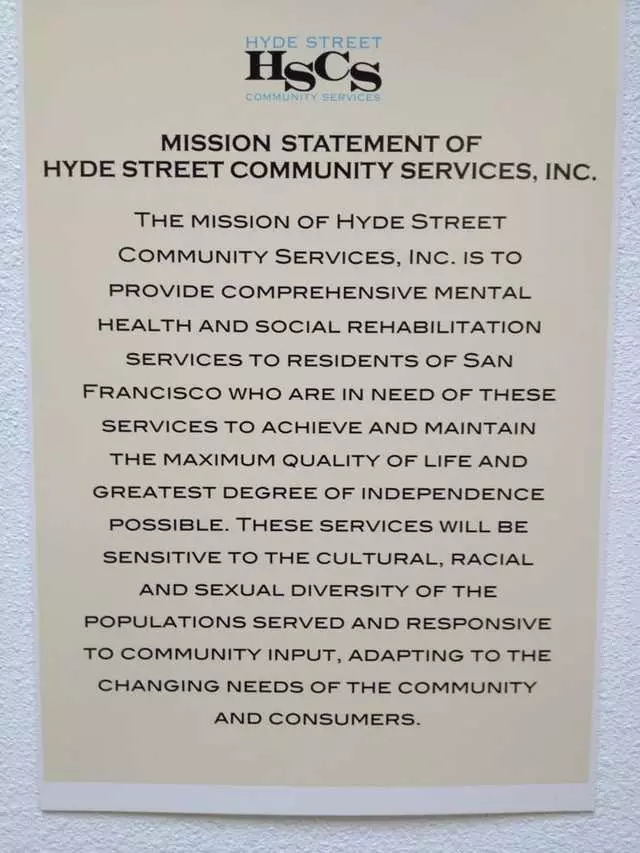 HYDE STREET
HSCS
COMMUNITY SERVICES
MISSION STATEMENT OF
HYDE STREET COMMUNITY SERVICES, INC.
THE MISSION OF HYDE STREET
COMMUNITY SERVICES, INC. IS TO
PROVIDE COMPREHENSIVE MENTAL
HEALTH AND SOCIAL REHABILITATION
SERVICES TO RESIDENTS OF SAN
FRANCISCO WHO ARE IN NEED OF THESE
SERVICES TO ACHIEVE AND MAINTAIN
THE MAXIMUM QUALITY OF LIFE AND
GREATEST DEGREE OF INDEPENDENCE
POSSIBLE. THESE SERVICES WILL BE
SENSITIVE TO THE CULTURAL, RACIAL
AND SEXUAL DIVERSITY OF THE
POPULATIONS SERVED AND RESPONSIVE
TO COMMUNITY INPUT, ADAPTING TO THE
CHANGING NEEDS OF THE COMMUNITY
AND CONSUMERS.